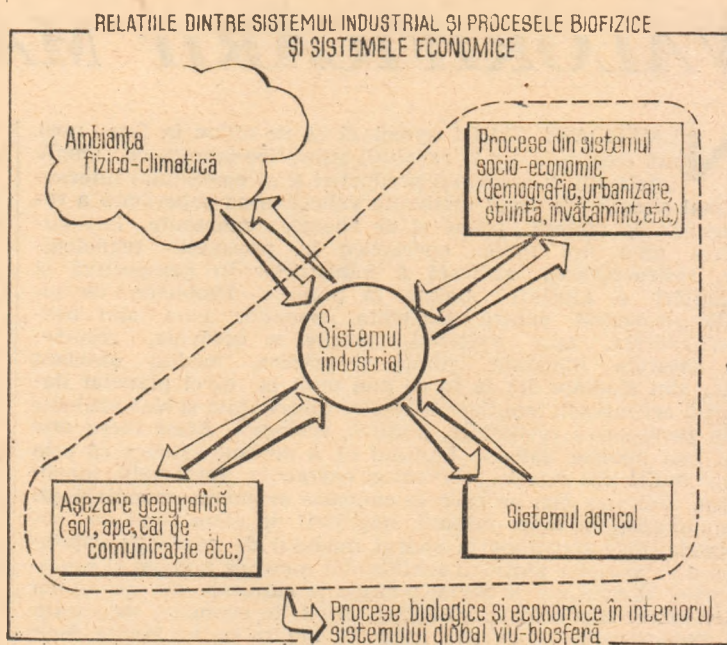 RELAȚIILE DINTRE SISTEMUL INDUSTRIAL ȘI PROCESELE BIOFIZICE
ȘI SISTEMELE ECONOMICE
Ambianța
fizico-climatică
Procese din sistemul
socio-economic
(demografie, urbanizare,
știință, învățămînt, etc.)
Sistemul
industrial
Așezare geografică
(sol, ape, căi de
comunicație etc.)
Sistemul agricol
Procese biologice și economice în interiorul
sistemului global viu-biosferă